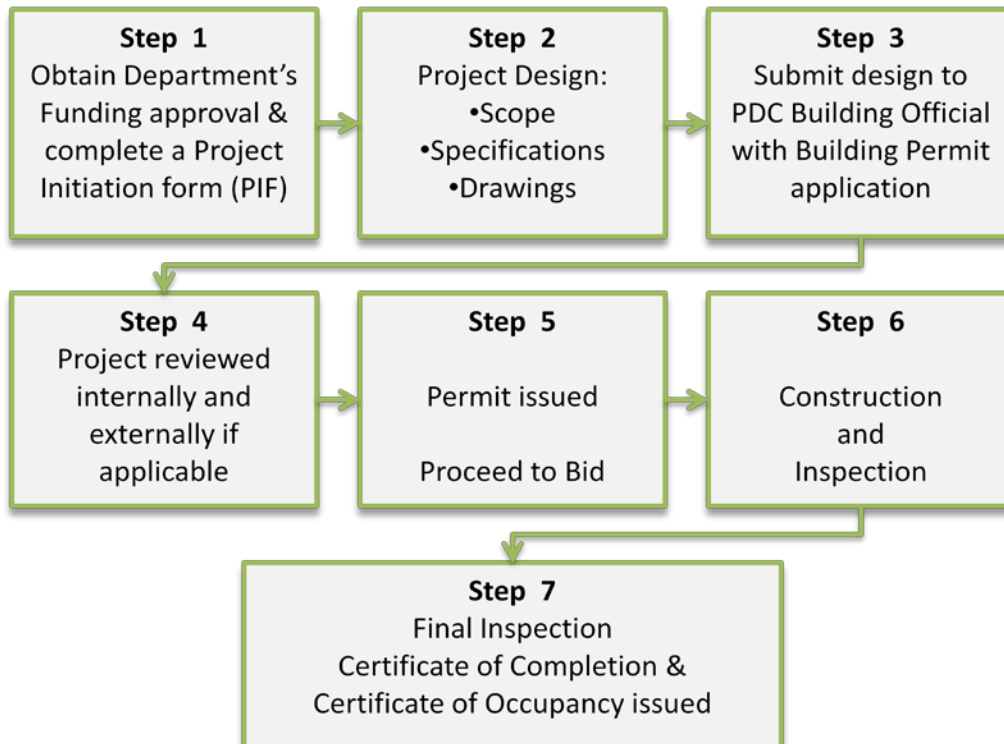 Step 1
Obtain Department's
Funding approval &
complete a Project
Initiation form (PIF)
Step 2
Project Design:
•Scope
•Specifications
•Drawings
Step 3
Submit design to
PDC Building Official
with Building Permit
application
Step 4
Project reviewed
internally and
externally if
applicable
Step 5
Permit issued
Proceed to Bid
Step 6
Construction
and
Inspection
Step 7
Final Inspection
Certificate of Completion &
Certificate of Occupancy issued